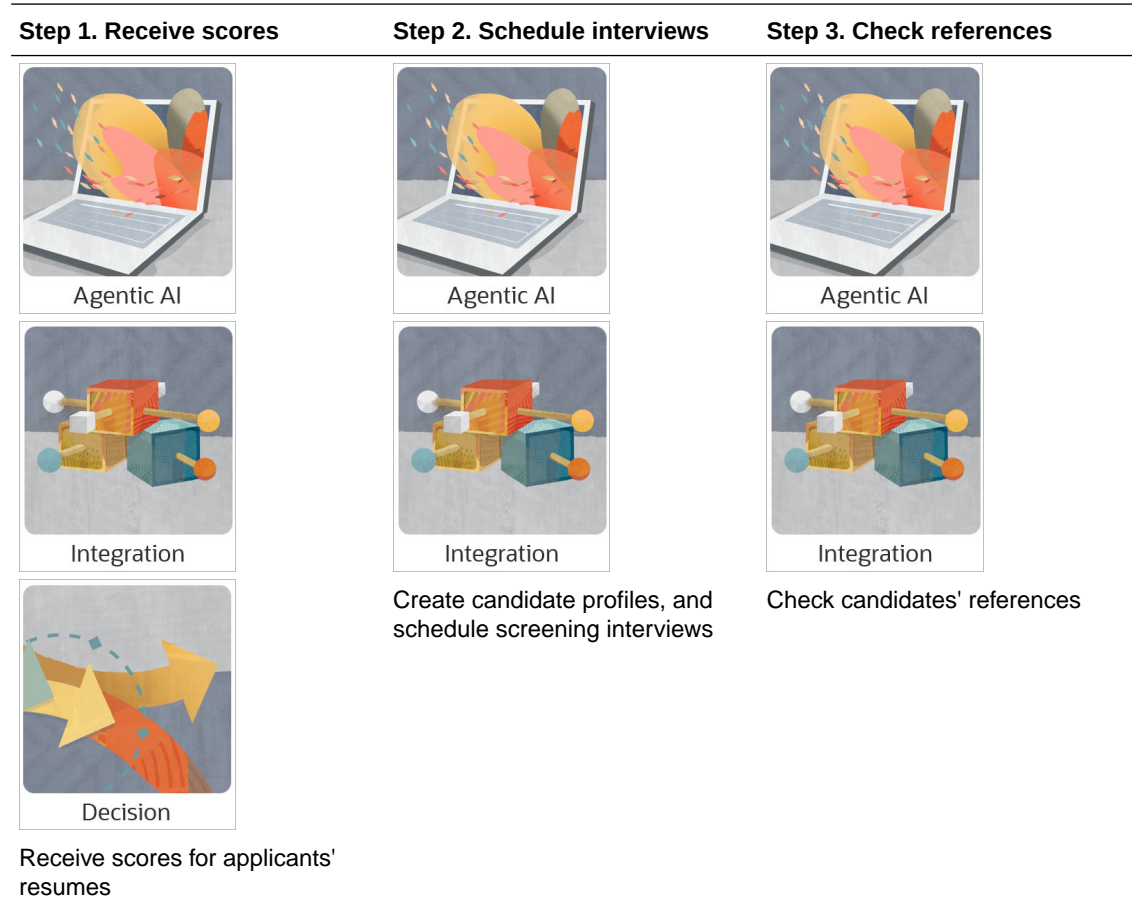 Step 1. Receive scores
Step 2. Schedule interviews
Step 3. Check references
Agentic AI
Agentic AI
Agentic AI
Integration
Integration
Integration
Create candidate profiles, and
schedule screening interviews
Check candidates' references
Decision
Receive scores for applicants'
resumes